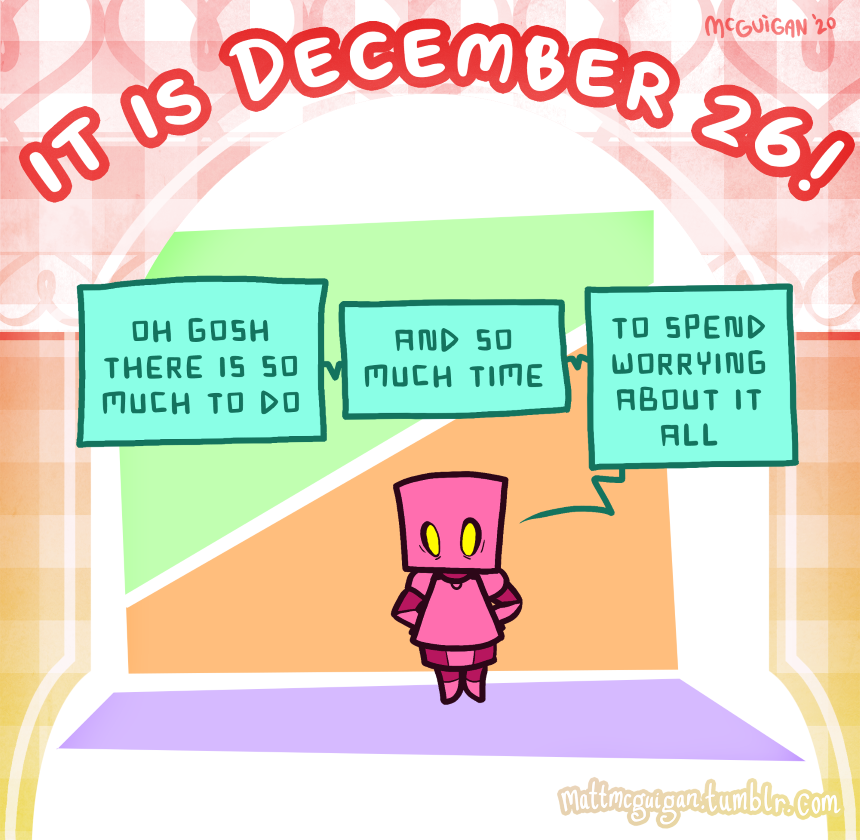 McGUiGAN '20
IT IS DECEMBER 26!
OH GOSH
THERE IS SO
MUCH TO DO
AND SO
MUCH TIME
TO SPEND
WORRYING
ABOUT IT
ALL
mattmcguigan.tumblr.com